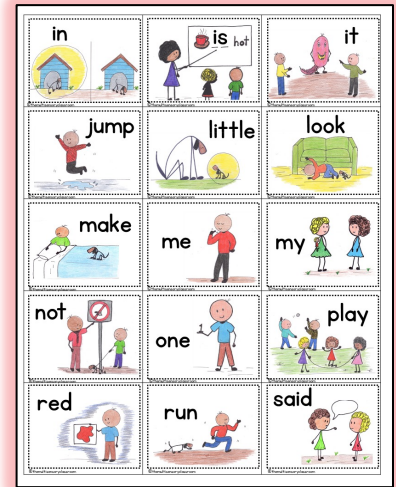 in
is
hot
it
jump
little
look
make
me
my
not
one
play
red
run
said